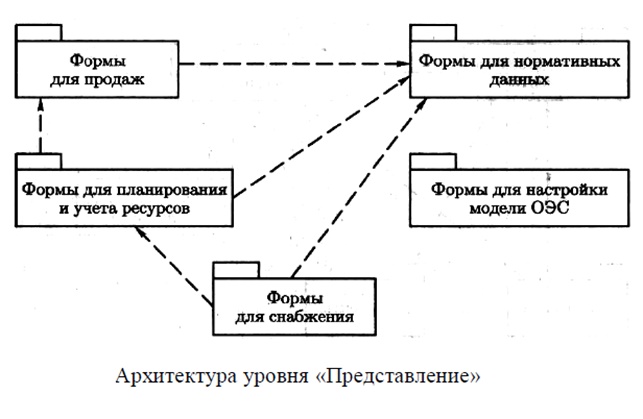 Формы
для продаж
Формы для нормативных
данных
Формы для планирования
и учета ресурсов
Формы для настройки
модели ОЭС
Формы
для снабжения
Архитектура уровня «Представление»